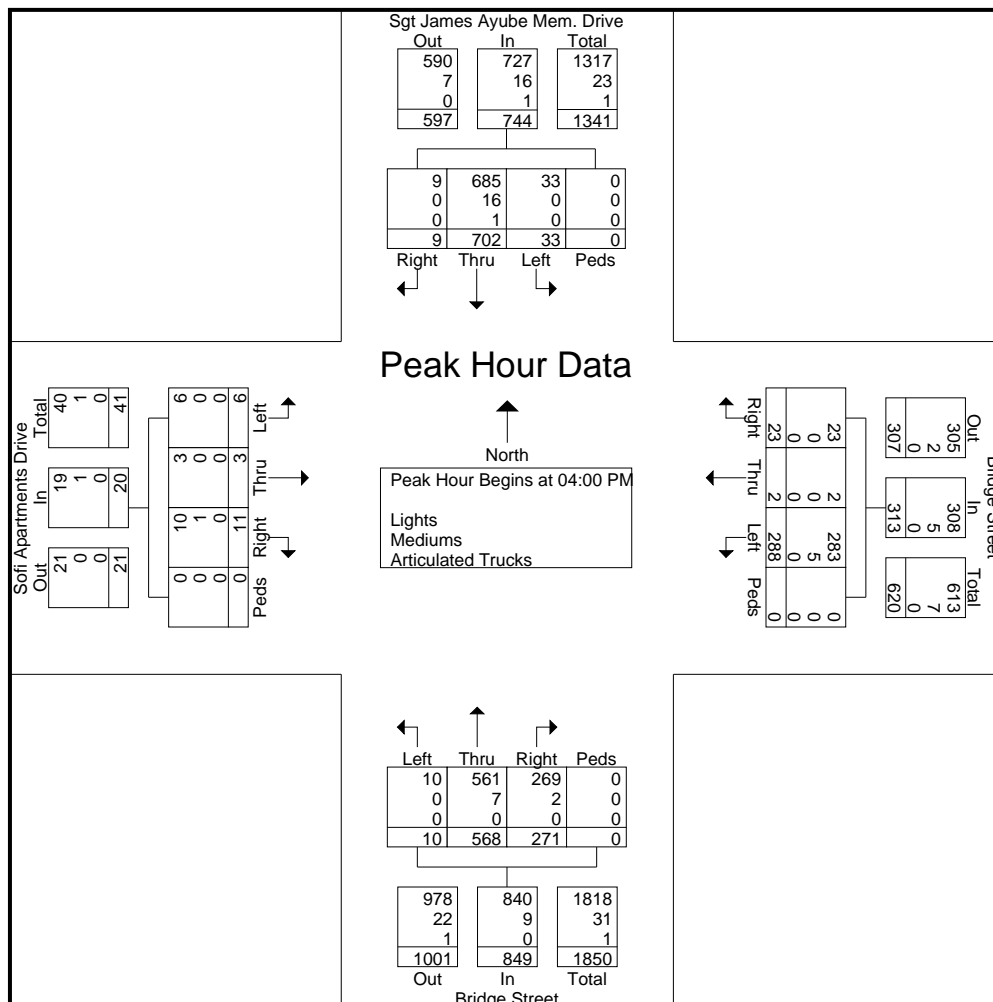 Sgt James Ayube Mem. Drive
Out In Total
590 727 1317
7 16 23
0 1 1
597 744 1341
9 685 33 0
0 16 0 0
0 1 0 0
9 702 33 0
Right Thru Left Peds
Peak Hour Data
North
Peak Hour Begins at 04:00 PM
Lights
Mediums
Articulated Trucks
Sofi Apartments Drive
Out In Total
21 19 40
0 1 1
0 0 0
21 20 41
0 10 3 6
0 1 0 0
0 0 0 0
0 11 3 6
Peds Right Thru Left
Bridge Street
Out In Total
305 308 613
2 5 7
0 0 0
307 313 620
23 2 283 0
0 0 5 0
0 0 0 0
23 2 288 0
Right Thru Left Peds
Left Thru Right Peds
10 561 269 0
0 7 2 0
0 0 0 0
10 568 271 0
978 840 1818
22 9 31
1 0 1
1001 849 1850
Out In Total
Bridge Street